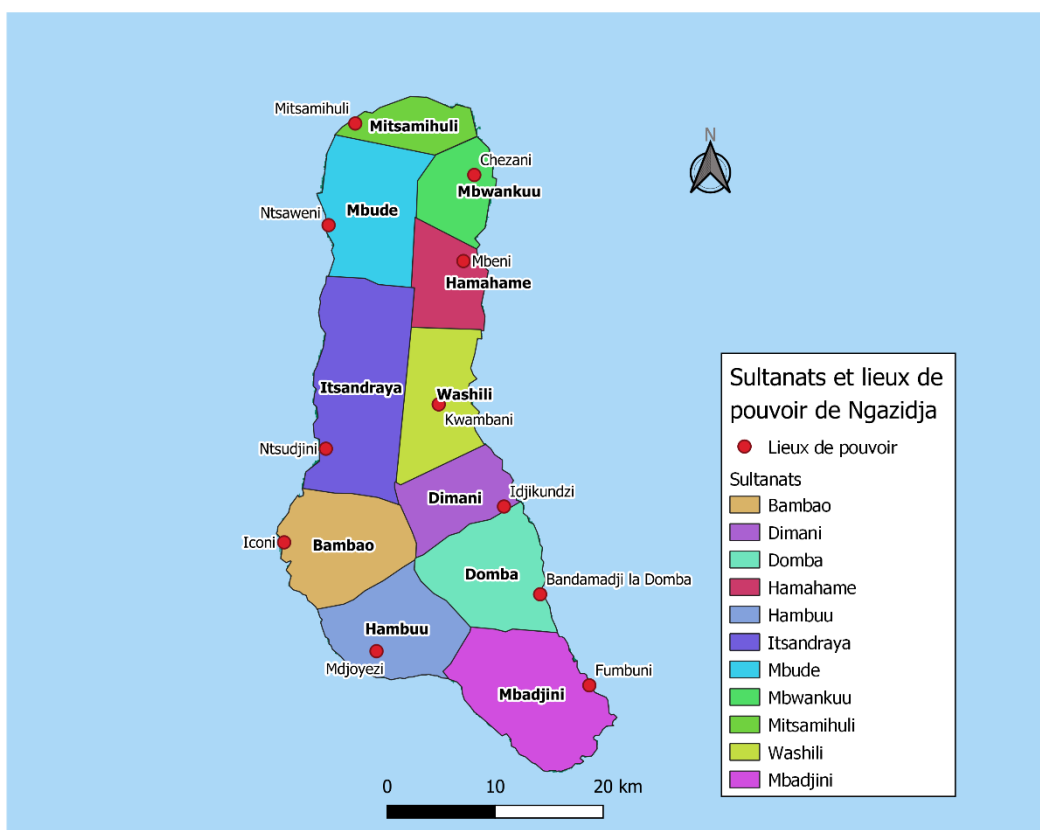 Mitsamihuli
Mitsamihuli
N
Chezani
Mbwankuu
Mbude
Ntsaweni
Mbeni
Hamahame
Itsandraya
Washili
Kwambani
Ntsudjini
Dimani
Idjikundzi
Iconi
Bambao
Domba
Bandamadji la Domba
Hambuu
Mdjoyezi
Fumbuni
Mbadjini
0 10 20 km
Sultanats et lieux de
pouvoir de Ngazidja
Lieux de pouvoir
Sultanats
Bambao
Dimani
Domba
Hamahame
Hambuu
Itsandraya
Mbude
Mbwankuu
Mitsamihuli
Washili
Mbadjini